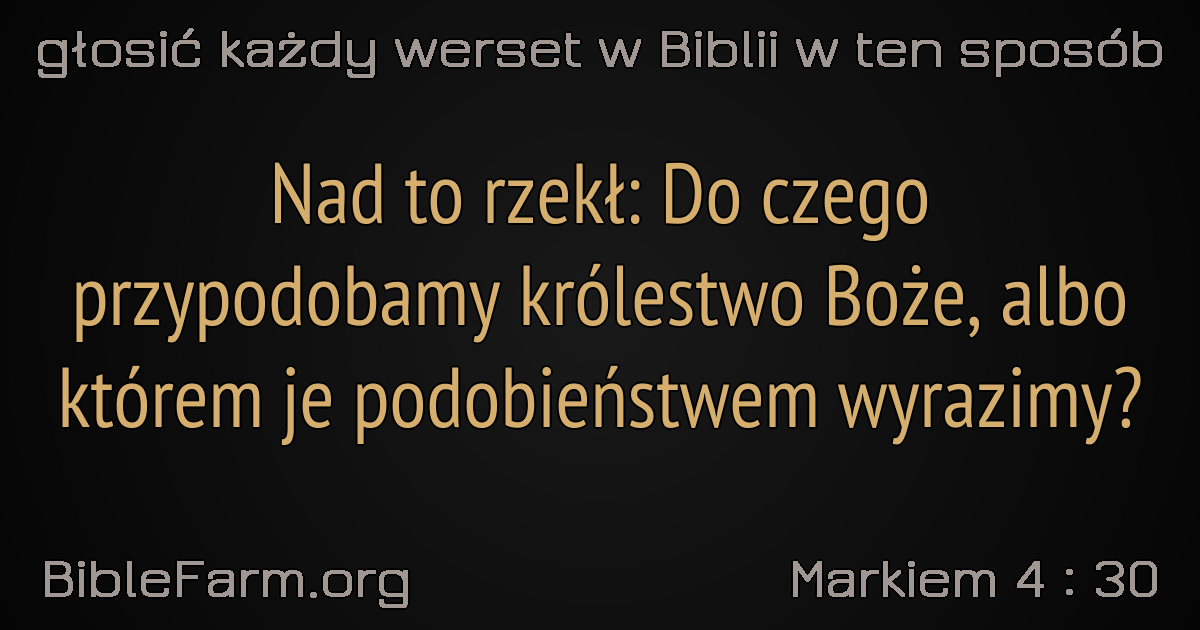 głosić każdy werset w Biblii w ten sposób
Nad to rzekł: Do czego
przypodobamy królestwo Boże, albo
którem je podobieństwem wyrazimy?
BibleFarm.org
Markiem 4 : 30